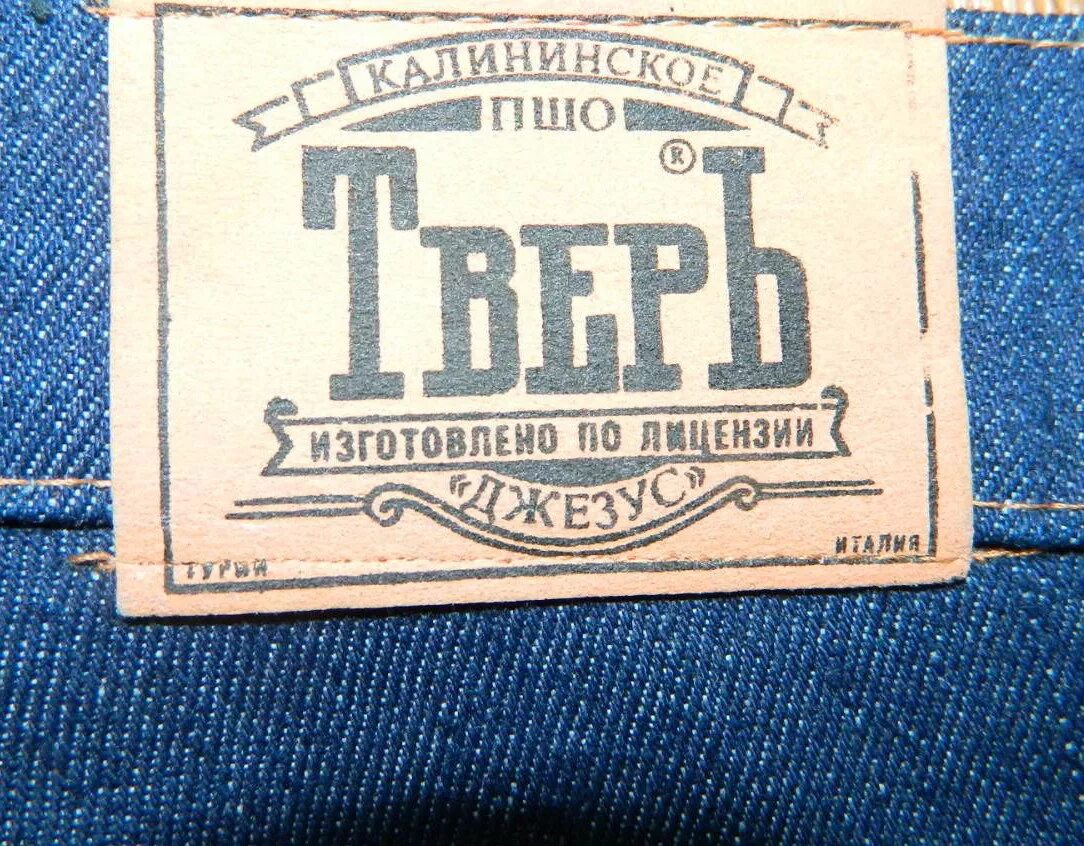 КАЛИНИНСКОЕ
ПШО
ТВЕРЬ ®
ИЗГОТОВЛЕНО ПО ЛИЦЕНЗИИ
"ДЖЕЗУС"
ТУРИН ИТАЛИЯ